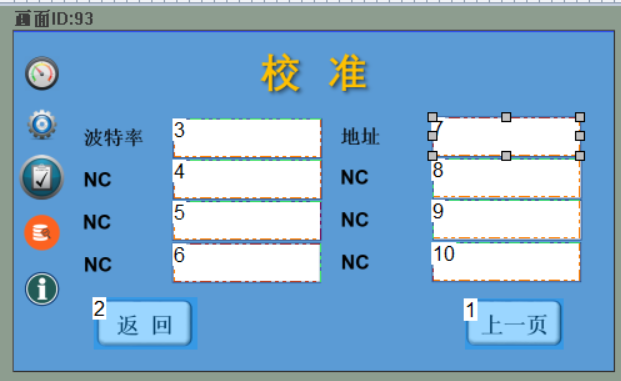 画面ID:93
校 准
波特率 3 地址 7
NC 4 NC 8
NC 5 NC 9
NC 6 NC 10
2 返 回 1 上一页